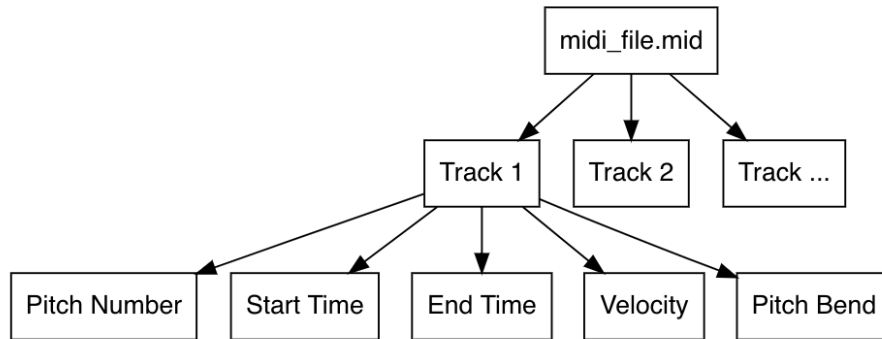 midi_file.mid
Track 1
Track 2
Track ...
Pitch Number
Start Time
End Time
Velocity
Pitch Bend